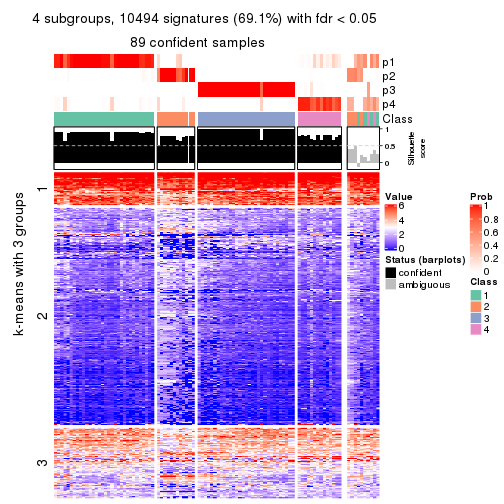 4 subgroups, 10494 signatures (69.1%) with fdr < 0.05
89 confident samples
p1
p2
p3
p4
Class
1
0.5
0
Silhouette
score
k-means with 3 groups
1
2
3
Value
6
4
2
0
Status (barplots)
confident
ambiguous
Prob
1
0.8
0.6
0.4
0.2
0
Class
1
2
3
4